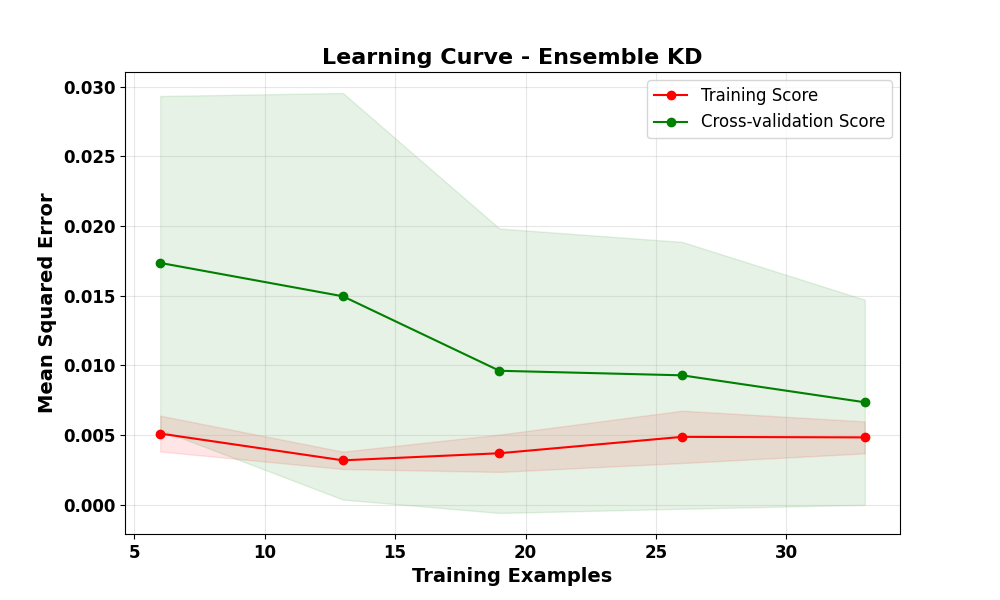 Learning Curve - Ensemble KD
Training Score
Cross-validation Score
Mean Squared Error
0.030
0.025
0.020
0.015
0.010
0.005
0.000
5 10 15 20 25 30
Training Examples